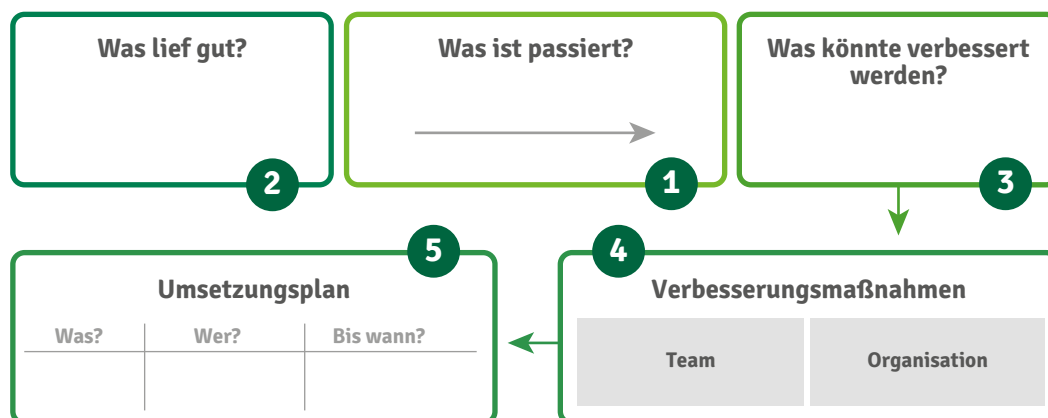 Was lief gut?
2
Was ist passiert?
1
Was könnte verbessert
werden?
3
5
Umsetzungsplan
Was?
Wer?
Bis wann?
4
Verbesserungsmaßnahmen
Team
Organisation